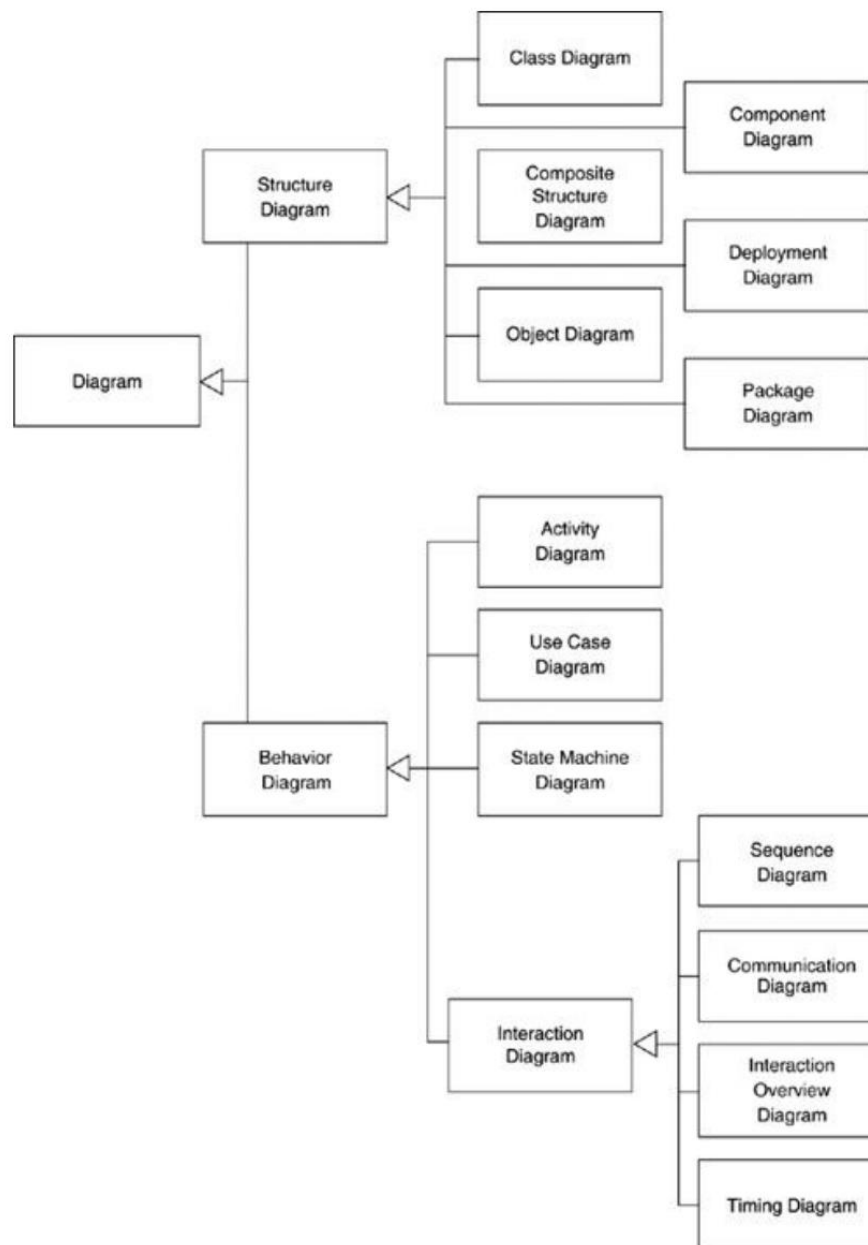 Class Diagram
Component
Diagram
Structure
Diagram
Composite
Structure
Diagram
Deployment
Diagram
Object Diagram
Diagram
Package
Diagram
Activity
Diagram
Use Case
Diagram
Behavior
Diagram
State Machine
Diagram
Sequence
Diagram
Communication
Diagram
Interaction
Diagram
Interaction
Overview
Diagram
Timing Diagram